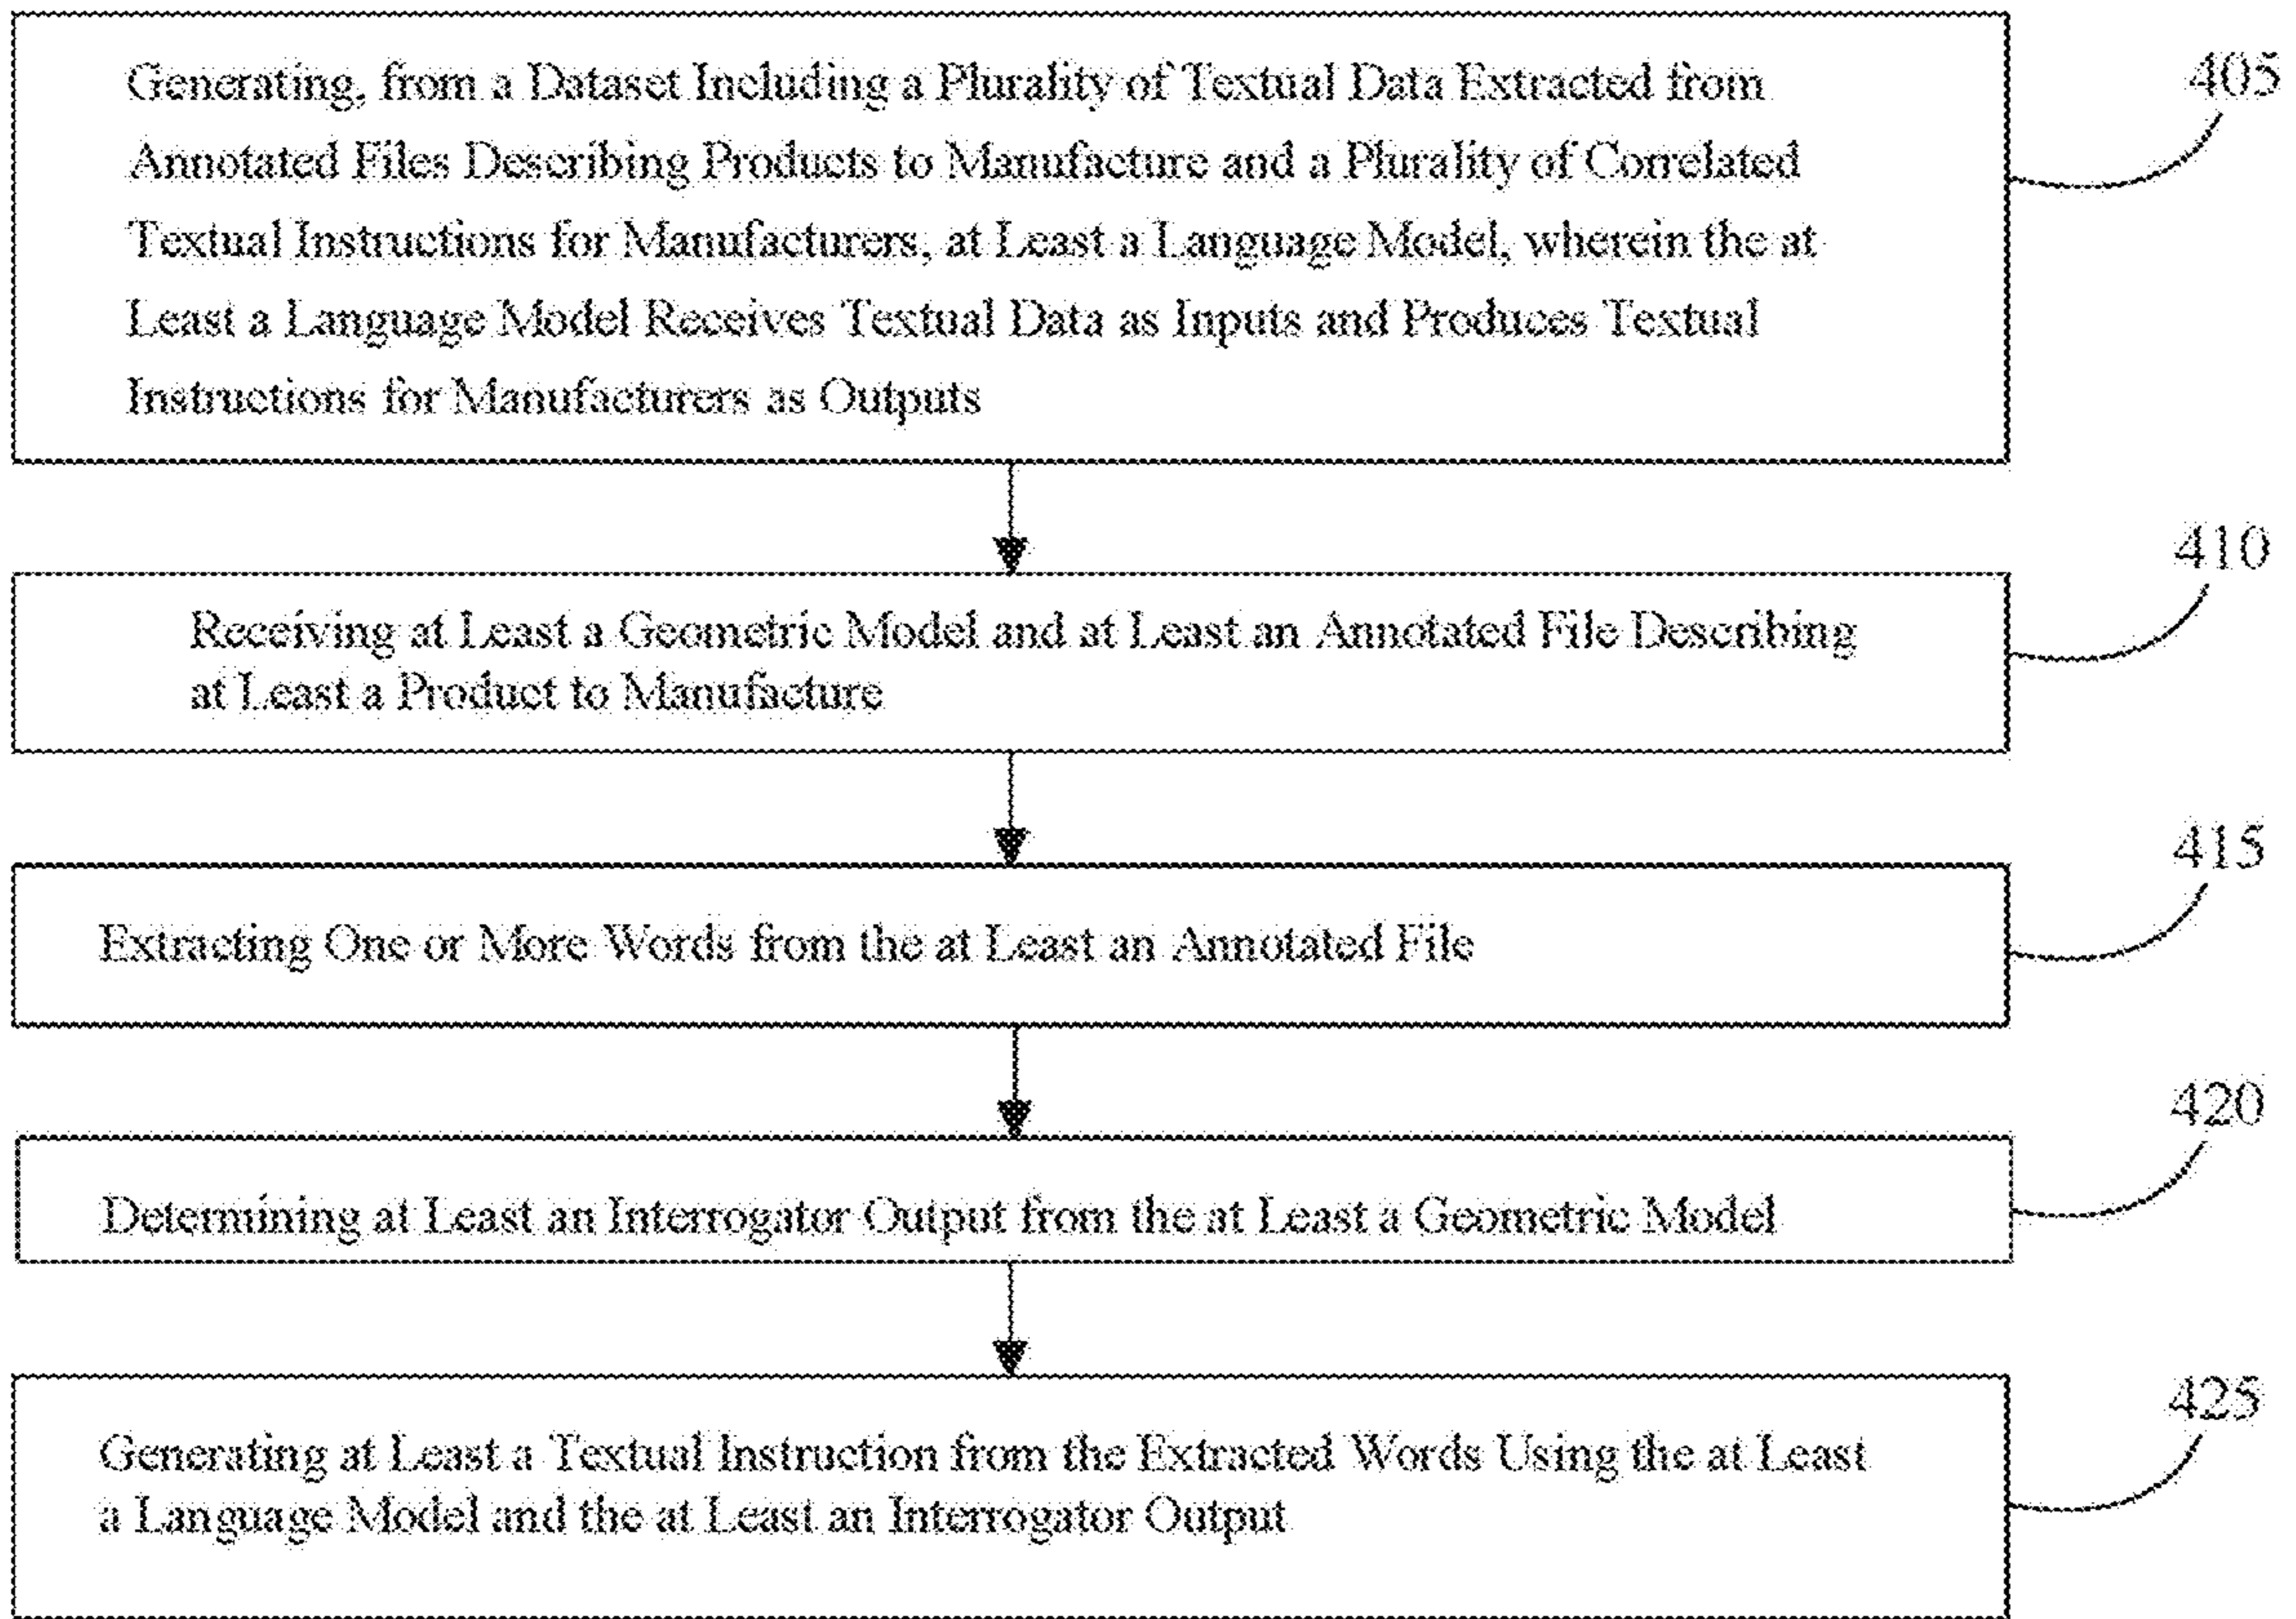 Generating, from a Dataset Including a Plurality of Textual Data Extracted from
405
Annotated Files Describing Products to Manufacture and a Plurality of Correlated
Textual Instructions for Manufacturers, at Least a Language Model, wherein the at
Least a Language Model Receives Textual Data as Inputs and Produces Textual
Instructions for Manufacturers as Outputs
410
Receiving at Least a Geometric Model and at Least an Annotated File Describing
at Least a Product to Manufacture
415
Extracting One or More Words from the at Least an Annotated File
420
Determining at Least an Interrogator Output from the at Least a Geometric Model
425
Generating at Least a Textual Instruction from the Extracted Words Using the at Least
a Language Model and the at Least an Interrogator Output